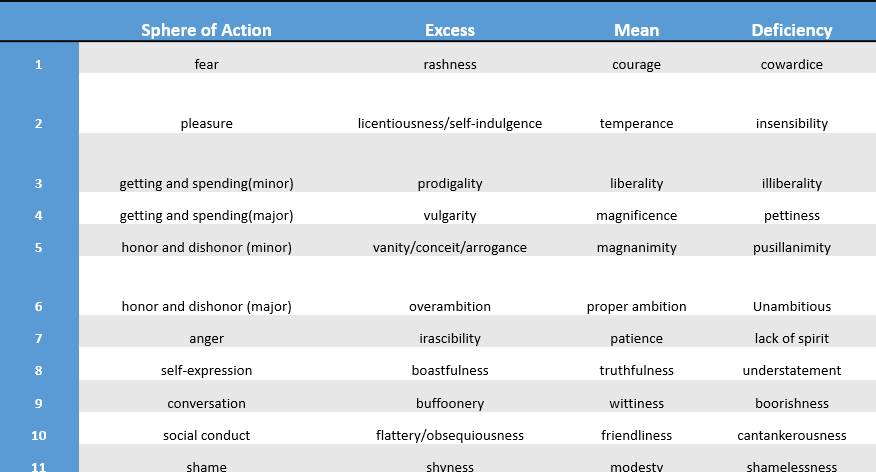 Sphere of Action Excess Mean Deficiency
1 fear rashness courage cowardice
2 pleasure licentiousness/self-indulgence temperance insensibility
3 getting and spending(minor) prodigality liberality illiberality
4 getting and spending(major) vulgarity magnificence pettiness
5 honor and dishonor (minor) vanity/conceit/arrogance magnanimity pusillanimity
6 honor and dishonor (major) overambition proper ambition Unambitious
7 anger irascibility patience lack of spirit
8 self-expression boastfulness truthfulness understatement
9 conversation buffoonery wittiness boorishness
10 social conduct flattery/obsequiousness friendliness cantankerousness
11 shame shyness modesty shamelessness